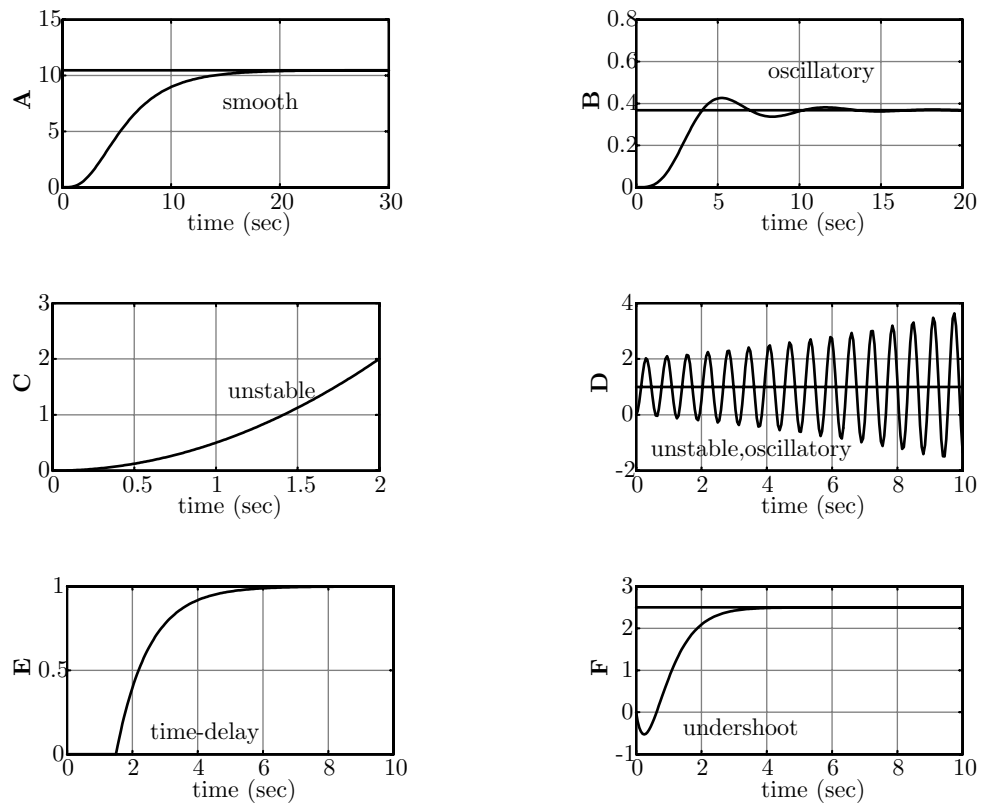 15
10
5
0
A
smooth
0 10 20 30
time (sec)
0.8
0.6
0.4
0.2
0
B
oscillatory
0 5 10 15 20
time (sec)
3
2
1
0
C
unstable
0 0.5 1 1.5 2
time (sec)
4
2
0
-2
D
unstable,oscillatory
0 2 4 6 8 10
time (sec)
1
0.5
0
E
time-delay
0 2 4 6 8 10
time (sec)
3
2
1
0
-1
F
undershoot
0 2 4 6 8 10
time (sec)